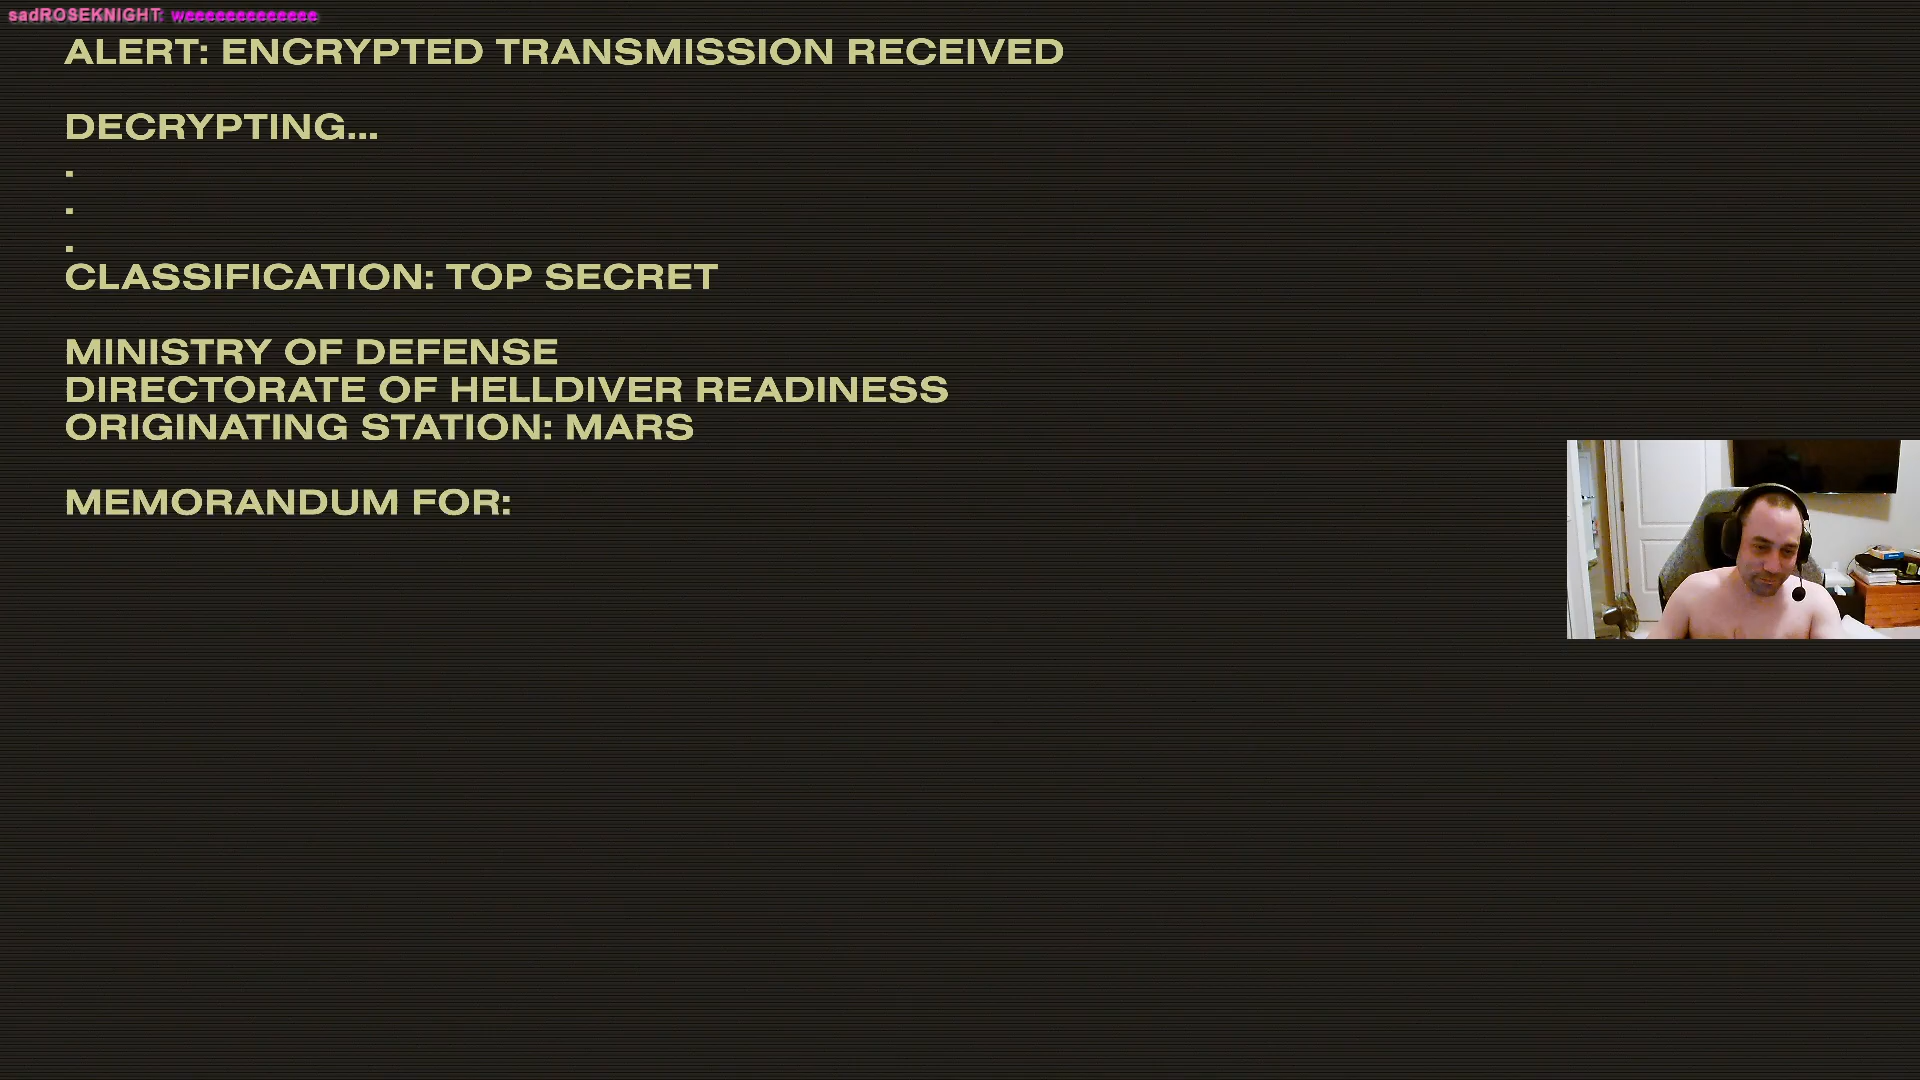 sadROSEKNIGHT: weeeeeeeeeeeeee
ALERT: ENCRYPTED TRANSMISSION RECEIVED
DECRYPTING...
.
.
.
CLASSIFICATION: TOP SECRET
MINISTRY OF DEFENSE
DIRECTORATE OF HELLDIVER READINESS
ORIGINATING STATION: MARS
MEMORANDUM FOR: